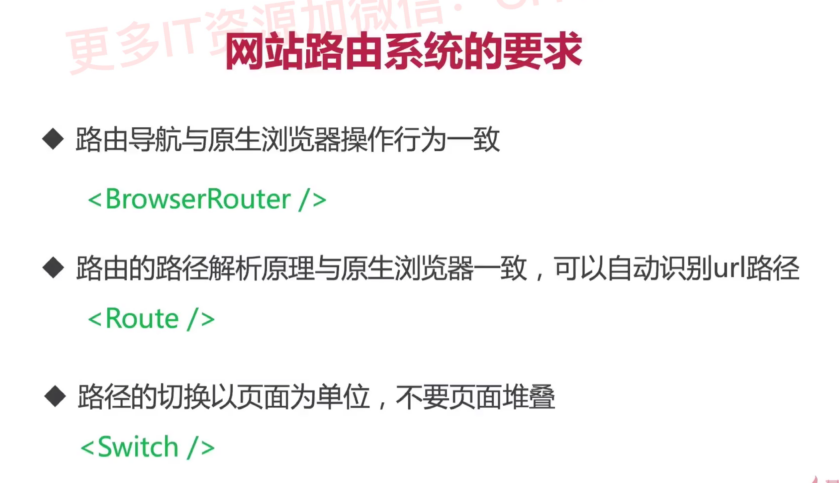 更多IT资源加微信：
网站路由系统的要求
◆ 路由导航与原生浏览器操作行为一致
<BrowserRouter />
◆ 路由的路径解析原理与原生浏览器一致，可以自动识别url路径
<Route />
◆ 路径的切换以页面为单位，不要页面堆叠
<Switch />